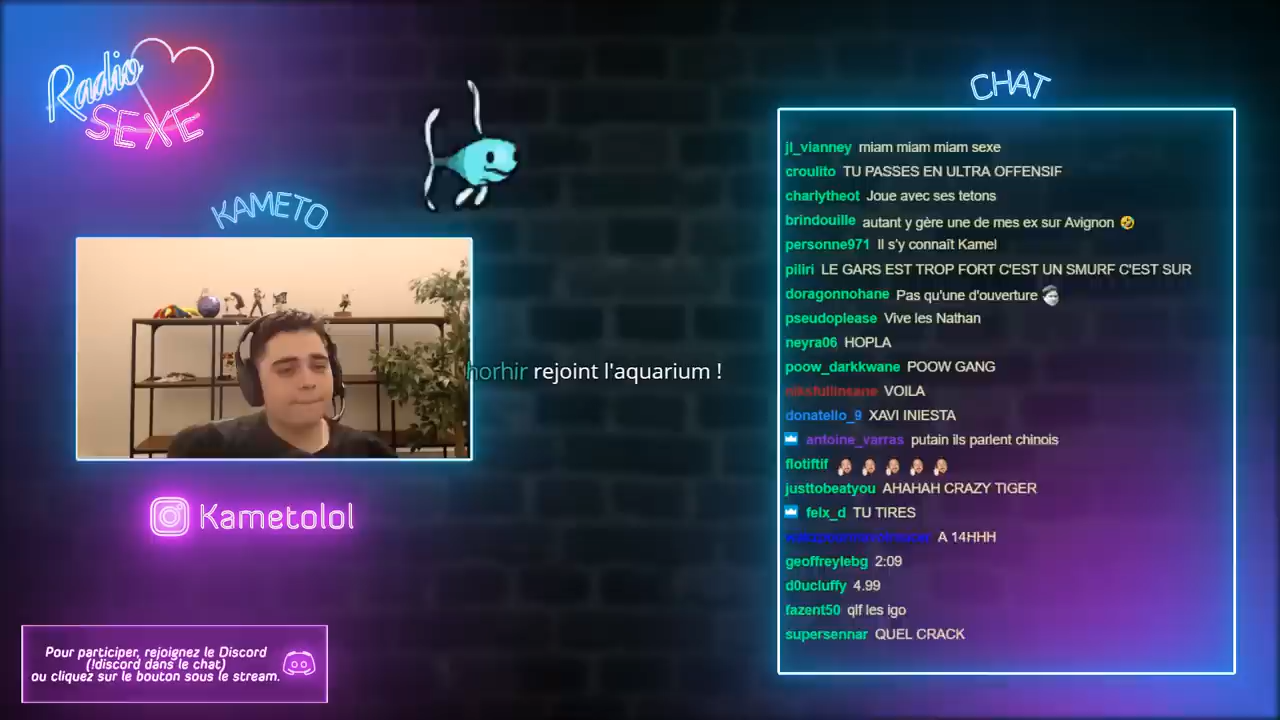 Radio
SEXE
KAMETO
horhir rejoint l'aquarium !
Kametolol
Pour participer, rejoignez le Discord
(!discord dans le chat)
ou cliquez sur le bouton sous le stream.
CHAT
jl_vianney miam miam miam sexe
croulito TU PASSES EN ULTRA OFFENSIF
charlytheot Joue avec ses tetons
brindouille autant y gère une de mes ex sur Avignon 🤣
personne971 Il s'y connaît Kamel
piliri LE GARS EST TROP FORT C'EST UN SMURF C'EST SUR
doragonnohane Pas qu'une d'ouverture
pseudoplease Vive les Nathan
neyra06 HOPLA
poow_darkkwane POOW GANG
VOILA
donatello_9 XAVI INIESTA
antoine_varras putain ils parlent chinois
flotiftif
justtobeatyou AHAHAH CRAZY TIGER
felx_d TU TIRES
A 14HHH
geoffreylebg 2:09
d0ucluffy 4.99
fazent50 qlf les igo
supersennar QUEL CRACK